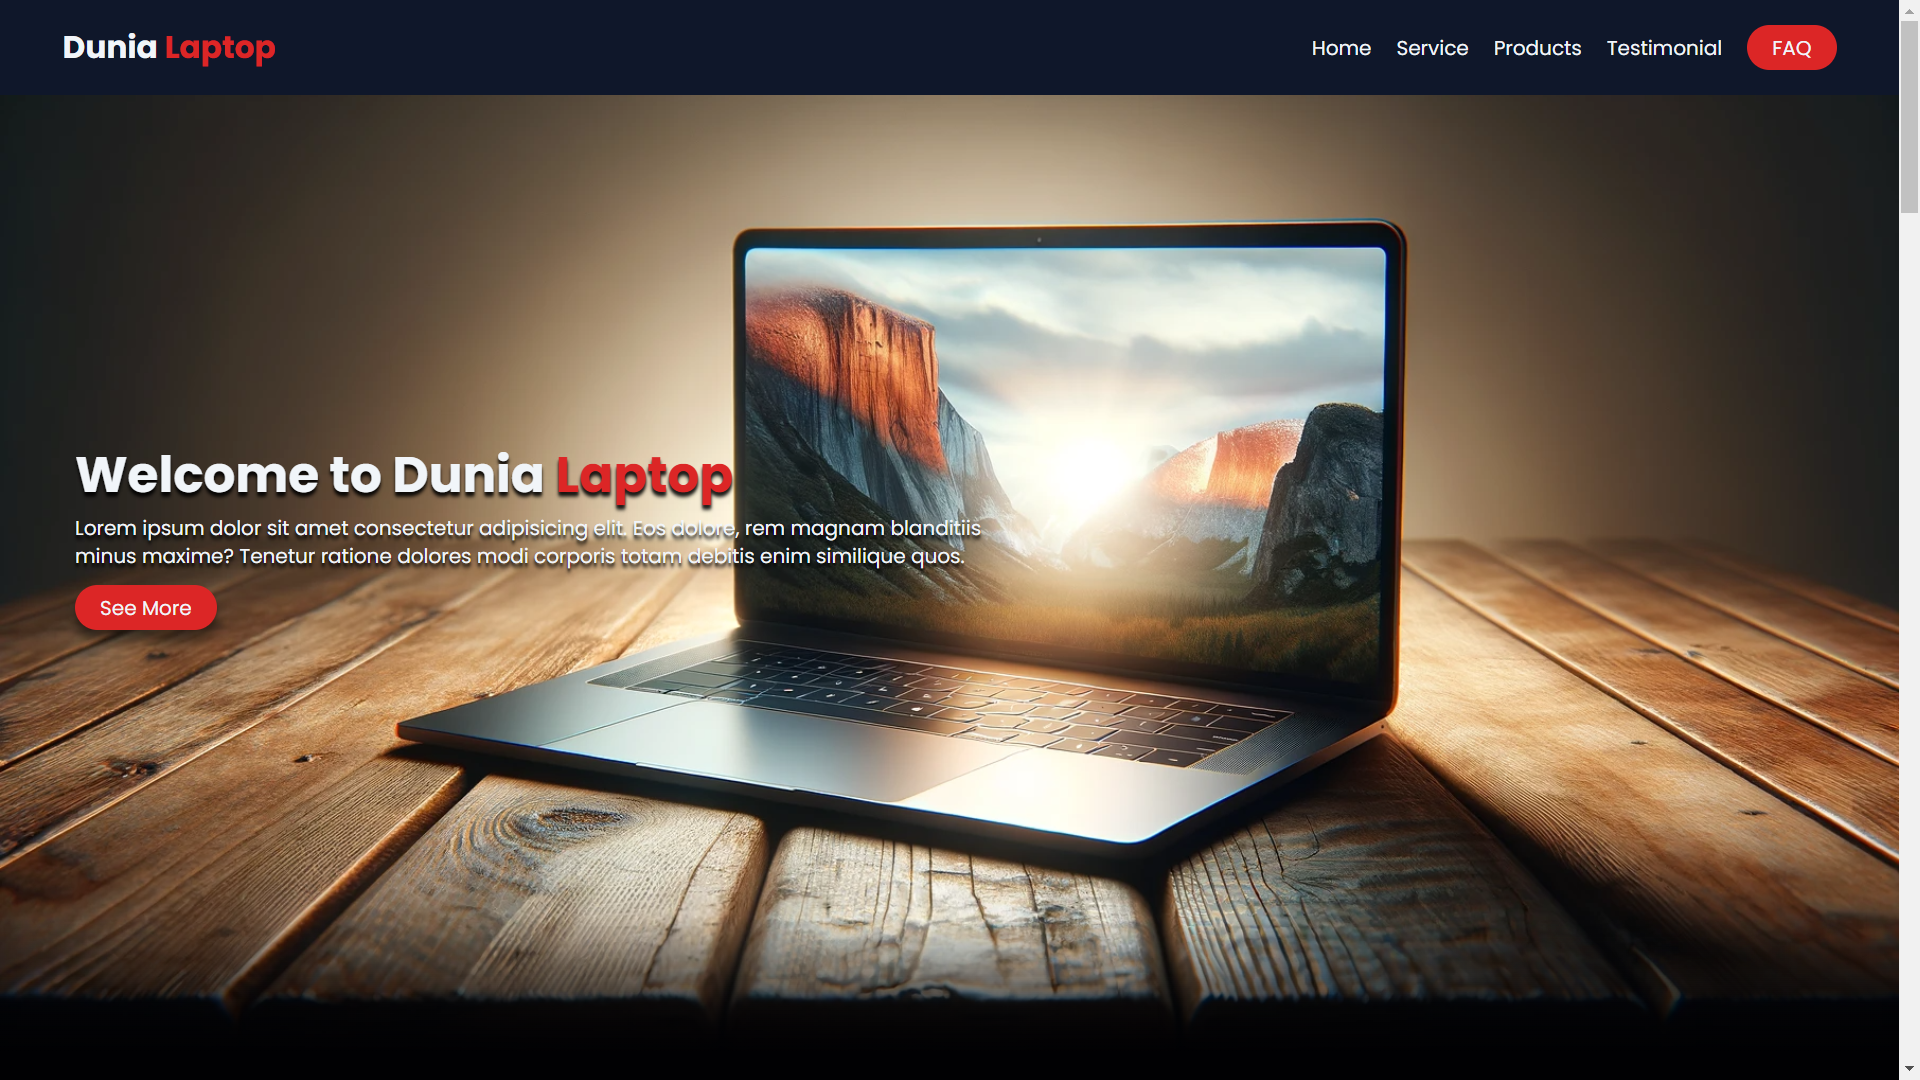 Dunia Laptop
Home Service Products Testimonial FAQ
Welcome to Dunia Laptop
Lorem ipsum dolor sit amet consectetur adipisicing elit. Eos dolore, rem magnam blanditiis
minus maxime? Tenetur ratione dolores modi corporis totam debitis enim similique quos.
See More